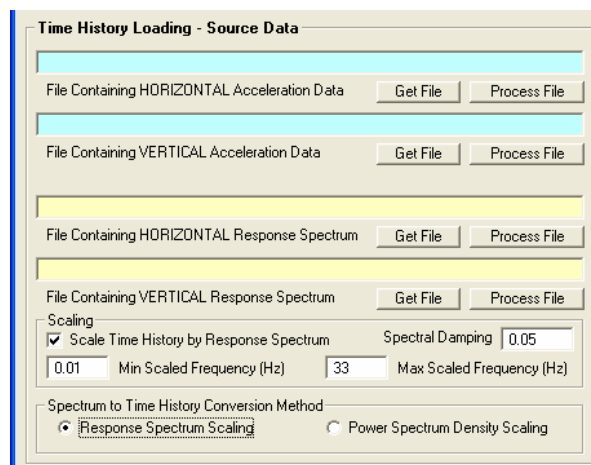 Time History Loading - Source Data
File Containing HORIZONTAL Acceleration Data Get File Process File
File Containing VERTICAL Acceleration Data Get File Process File
File Containing HORIZONTAL Response Spectrum Get File Process File
File Containing VERTICAL Response Spectrum Get File Process File
Scaling
Scale Time History by Response Spectrum Spectral Damping 0.05
0.01 Min Scaled Frequency (Hz) 33 Max Scaled Frequency (Hz)
Spectrum to Time History Conversion Method
Response Spectrum Scaling Power Spectrum Density Scaling